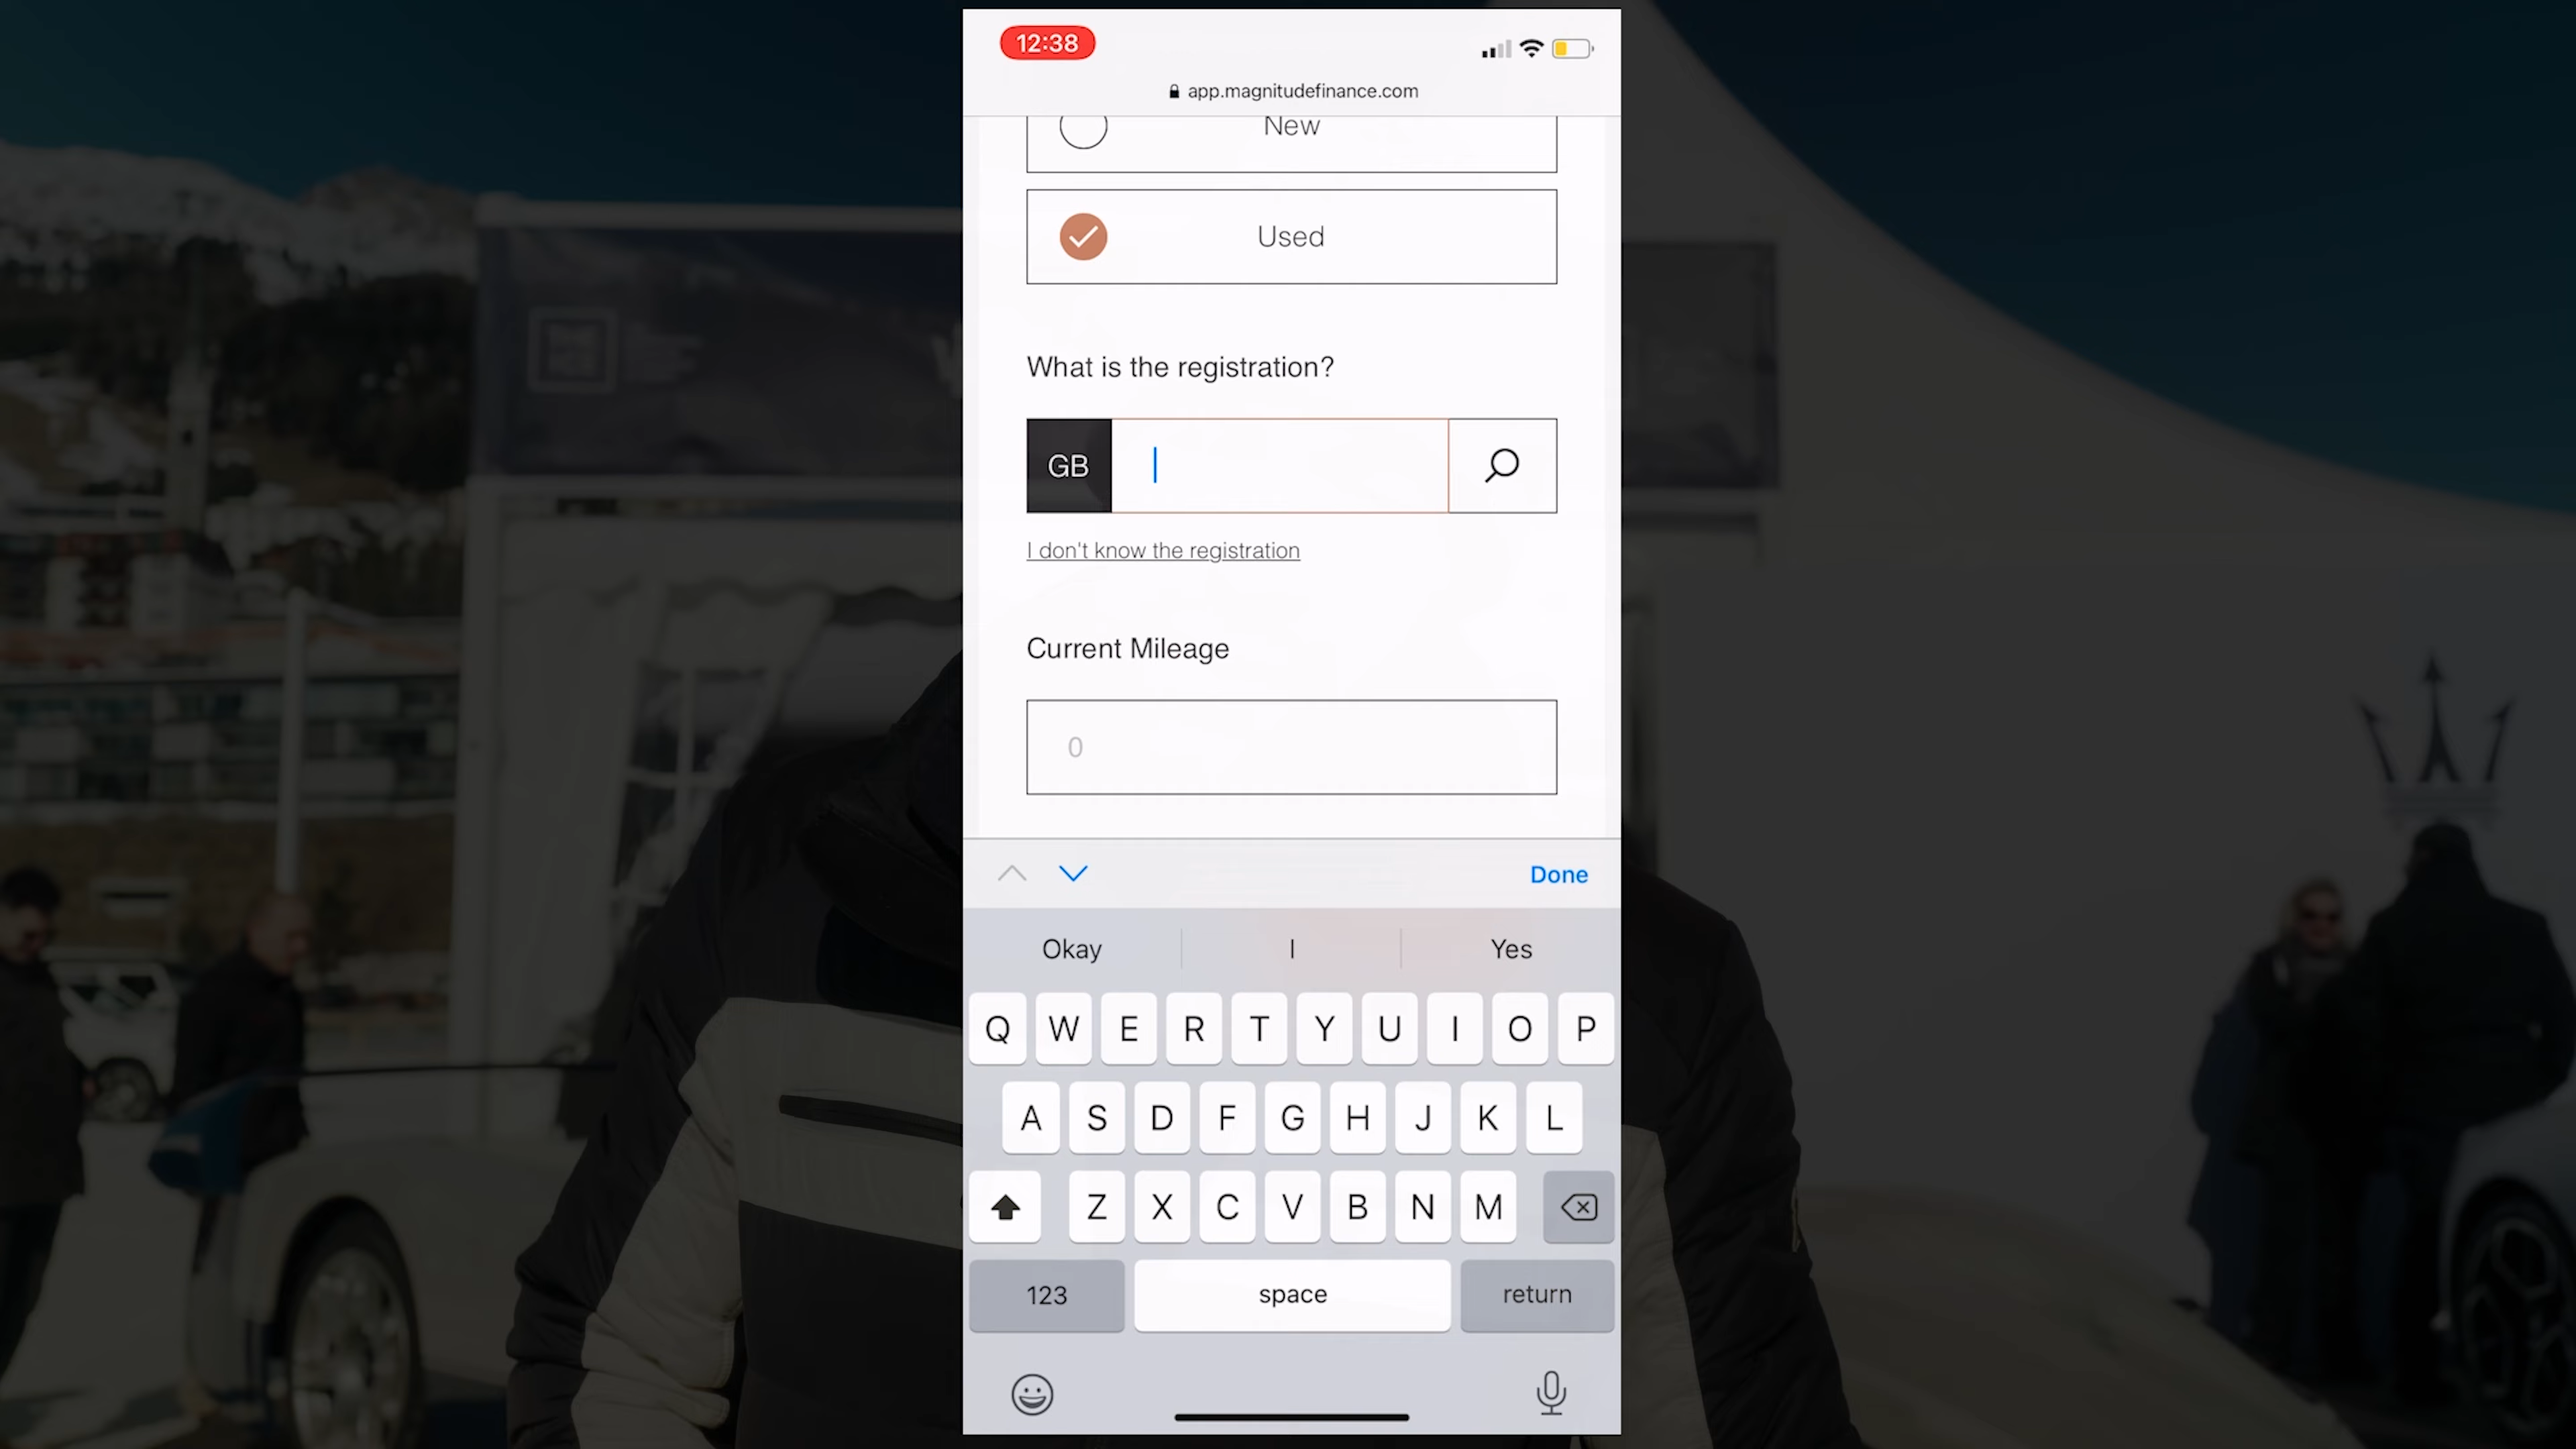 12:38
app.magnitudefinance.com
New
Used
What is the registration?
GB
I don't know the registration
Current Mileage
0
Done
Okay I Yes
Q W E R T Y U I O P
A S D F G H J K L
Z X C V B N M
123 space return